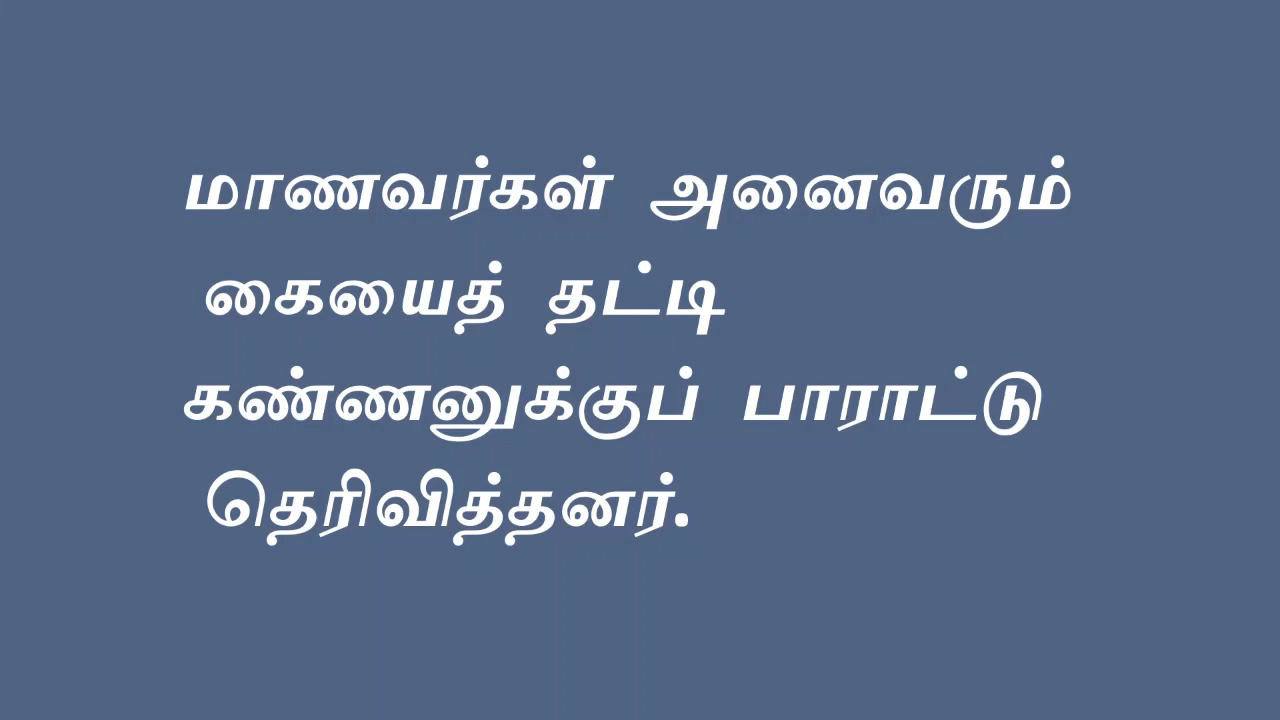 மாணவர்கள் அனைவரும்
கையைத் தட்டி
கண்ணனுக்குப் பாராட்டு
தெரிவித்தனர்.